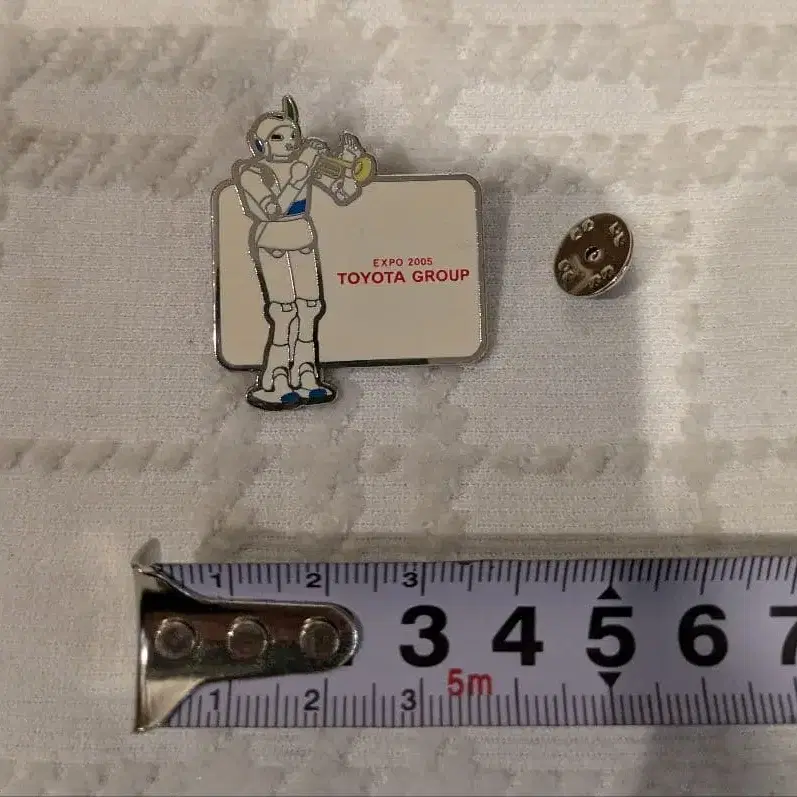 EXPO 2005
TOYOTA GROUP
1 2 3
3 4 5 6 7
5m
1 2 3